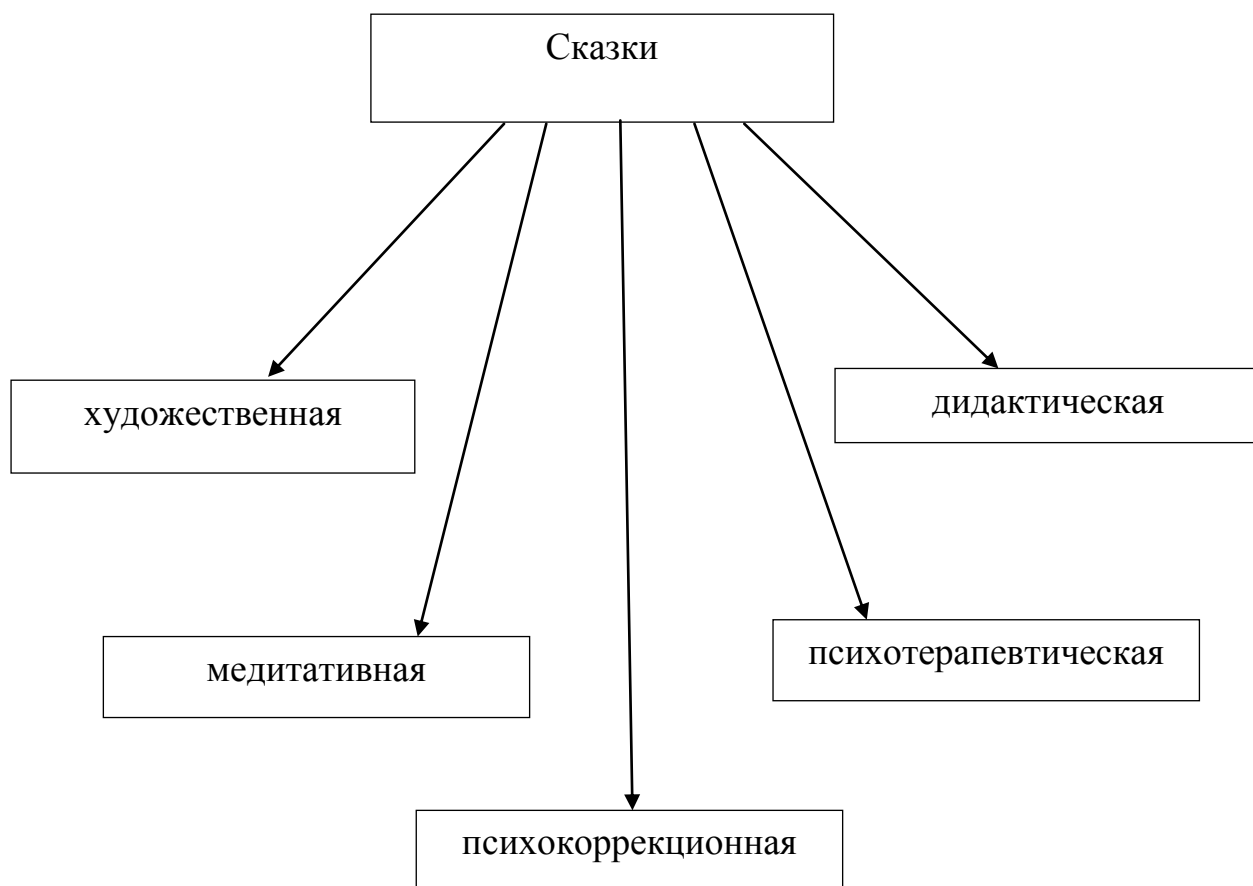 Сказки
художественная
дидактическая
медитативная
психотерапевтическая
психокоррекционная